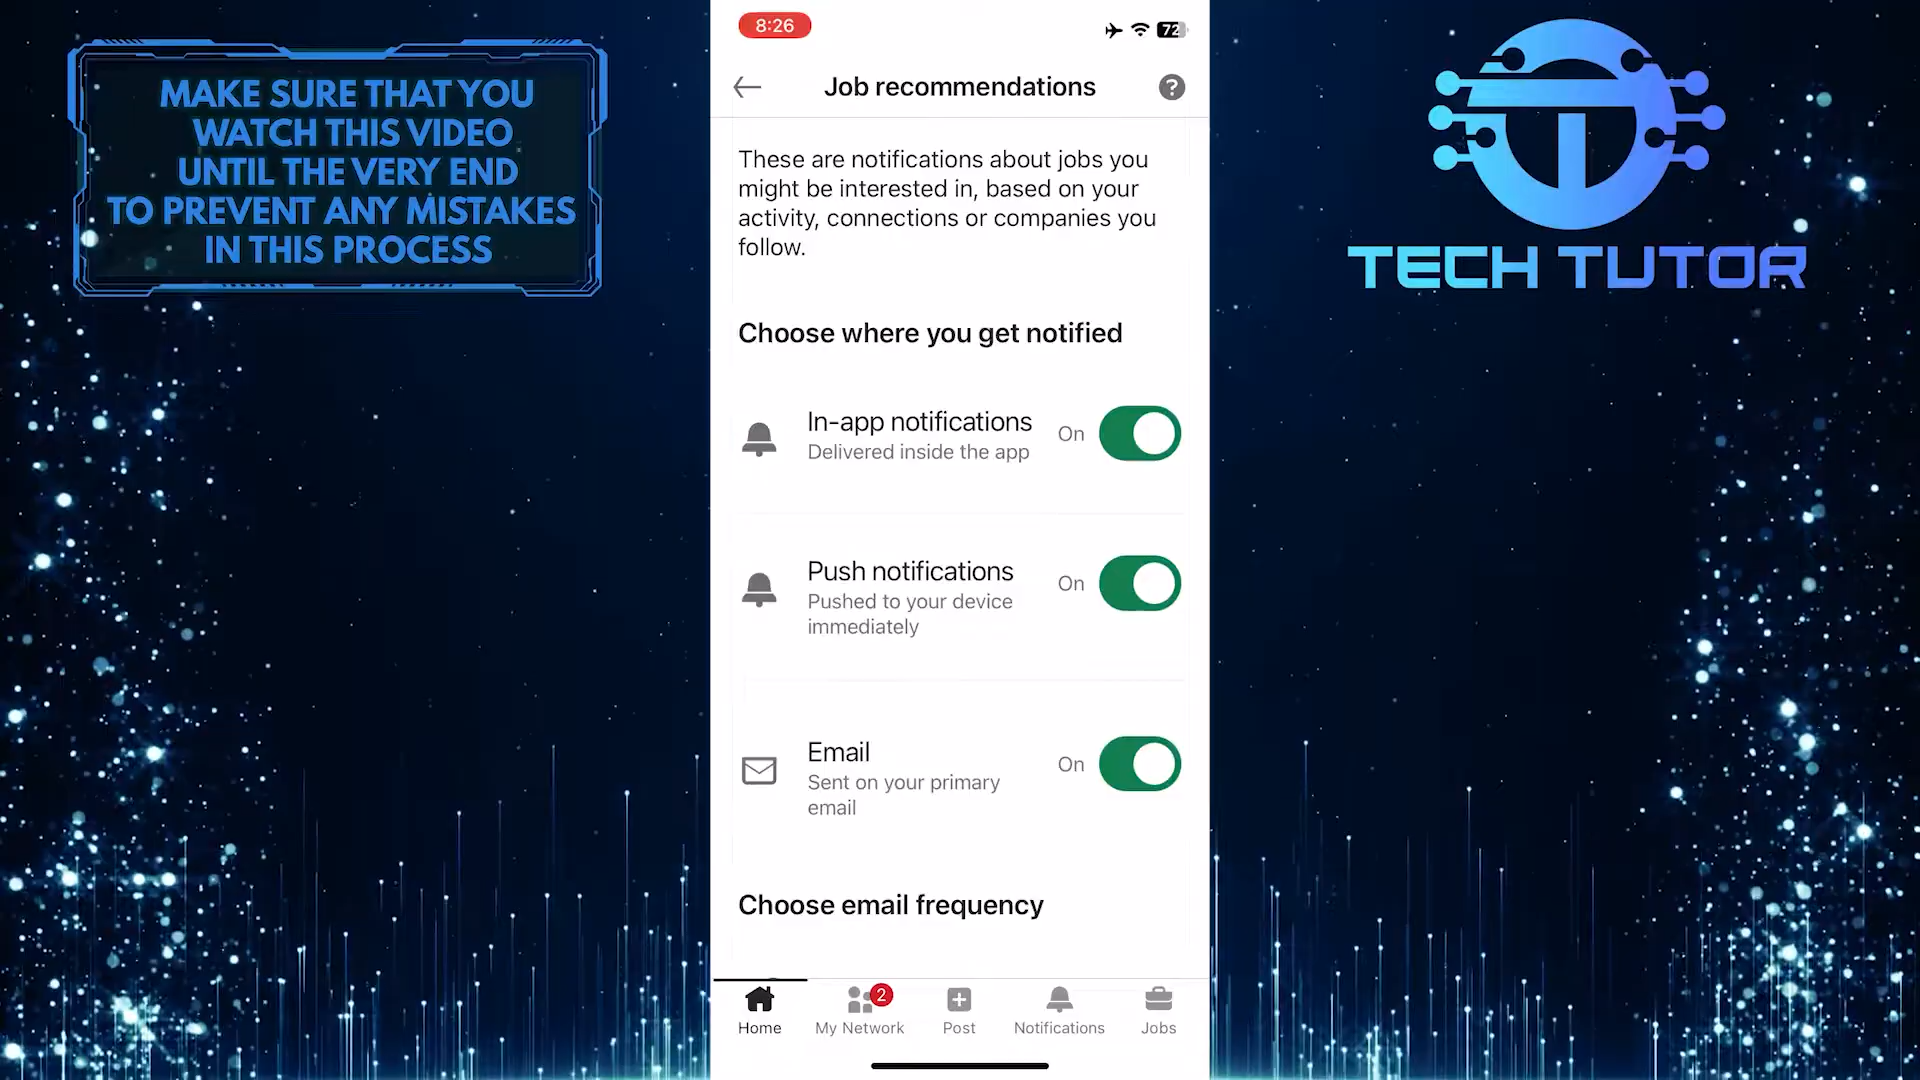 MAKE SURE THAT YOU
WATCH THIS VIDEO
UNTIL THE VERY END
TO PREVENT ANY MISTAKES
IN THIS PROCESS
8:26
72
Job recommendations
?
These are notifications about jobs you
might be interested in, based on your
activity, connections or companies you
follow.
Choose where you get notified
In-app notifications
Delivered inside the app
On
Push notifications
Pushed to your device
immediately
On
Email
Sent on your primary
email
On
Choose email frequency
Home
2
My Network
Post
Notifications
Jobs
TECH TUTOR